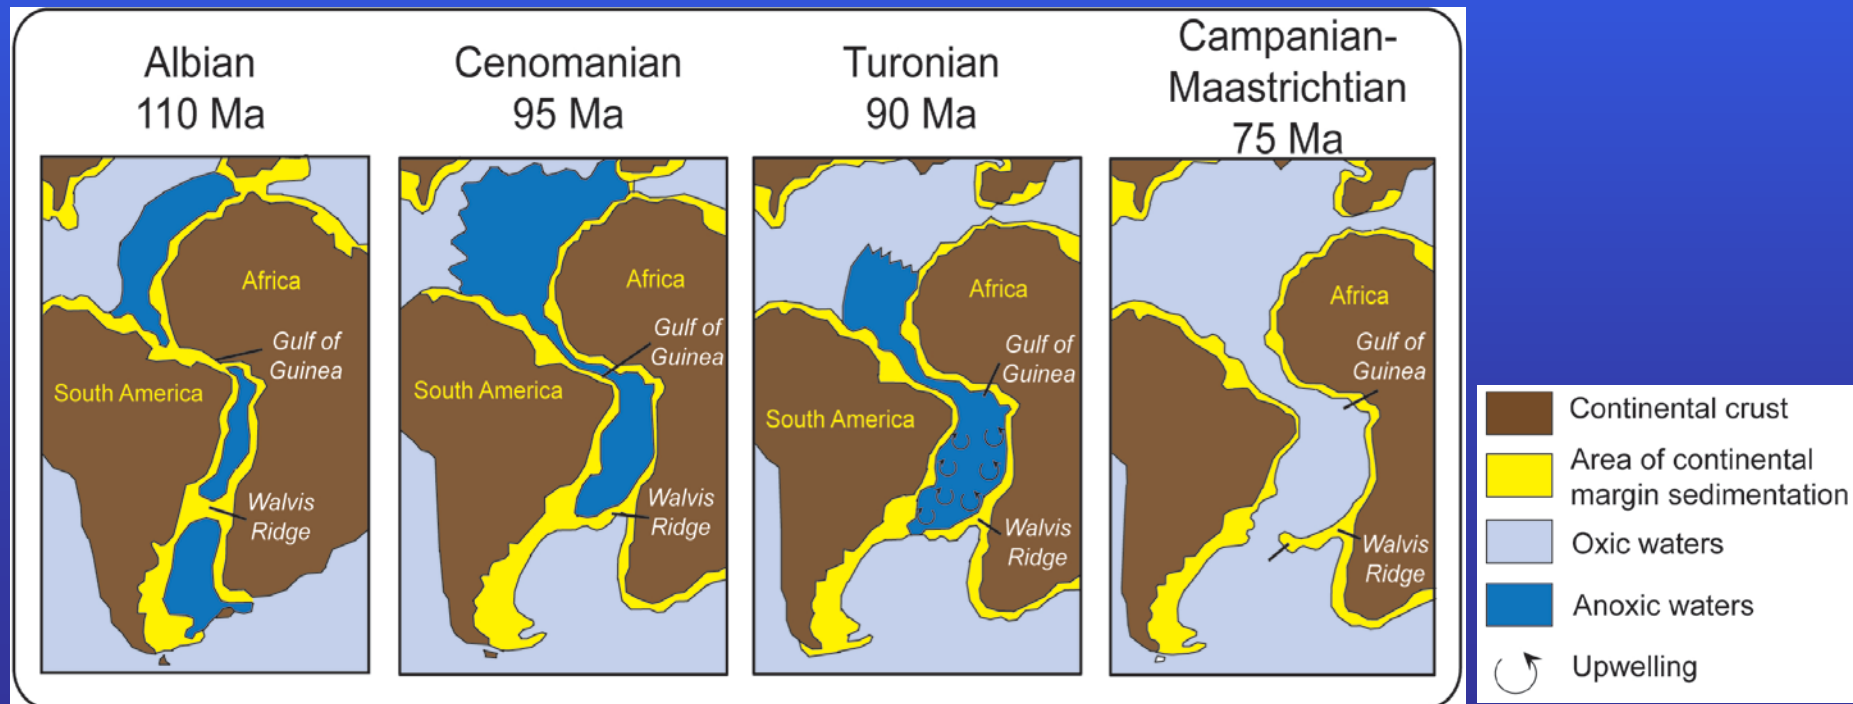 Albian
110 Ma
Cenomanian
95 Ma
Turonian
90 Ma
Campanian-
Maastrichtian
75 Ma
Africa
Gulf of
Guinea
South America
Walvis
Ridge
Africa
Gulf of
Guinea
South America
Walvis
Ridge
Africa
Gulf of
Guinea
South America
Walvis
Ridge
Africa
Gulf of
Guinea
Walvis
Ridge
Continental crust
Area of continental
margin sedimentation
Oxic waters
Anoxic waters
Upwelling